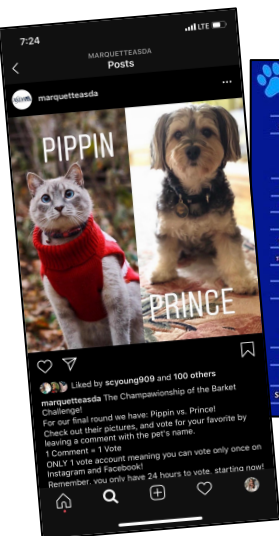 7:24
LTE
MARQUETTEASDA
Posts
marquetteasda
PIPPIN
PRINCE
Liked by scyoung909 and 100 others
marquetteasda The Champawionship of the Barket
Challenge!
For our final round we have: Pippin vs. Prince!
Check out their pictures, and vote for your favorite by
leaving a comment with the pet's name.
1 Comment = 1 Vote
ONLY 1 vote account meaning you can vote only once on
Instagram and Facebook!
Remember, you only have 24 hours to vote, starting now!